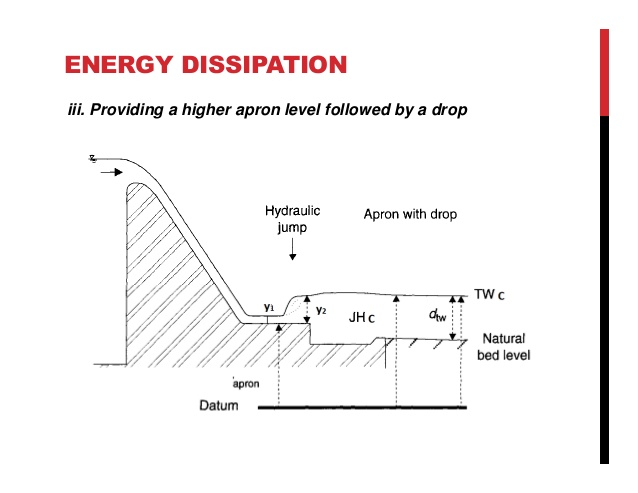 ENERGY DISSIPATION
iii. Providing a higher apron level followed by a drop
Hydraulic
jump
Apron with drop
y1
y2
JH c
dtw
TW c
Natural
bed level
apron
Datum